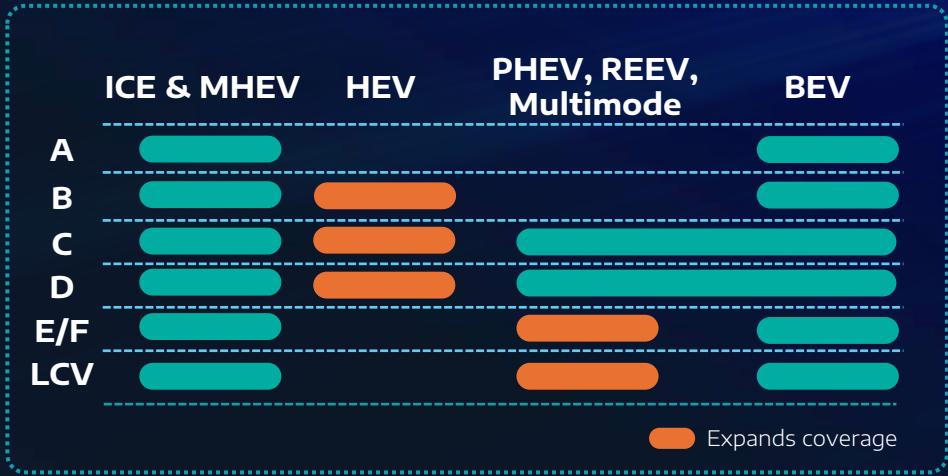 ICE & MHEV
HEV
PHEV, REEV,
Multimode
BEV
A
B
C
D
E/F
LCV
Expands coverage